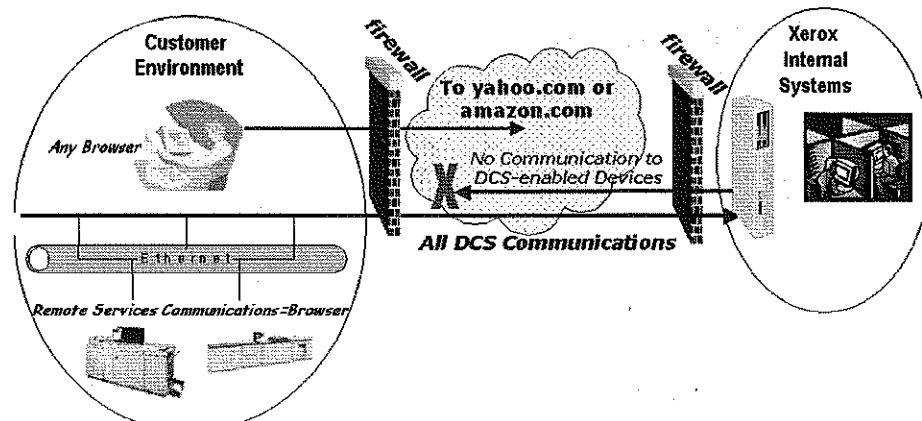 Customer
Environment
firewall
firewall
Xerox
Internal
Systems
To yahoo.com or
amazon.com
Any Browser
No Communication to
DCS-enabled Devices
X
All DCS Communications
Ethernet
Remote Services Communications=Browser